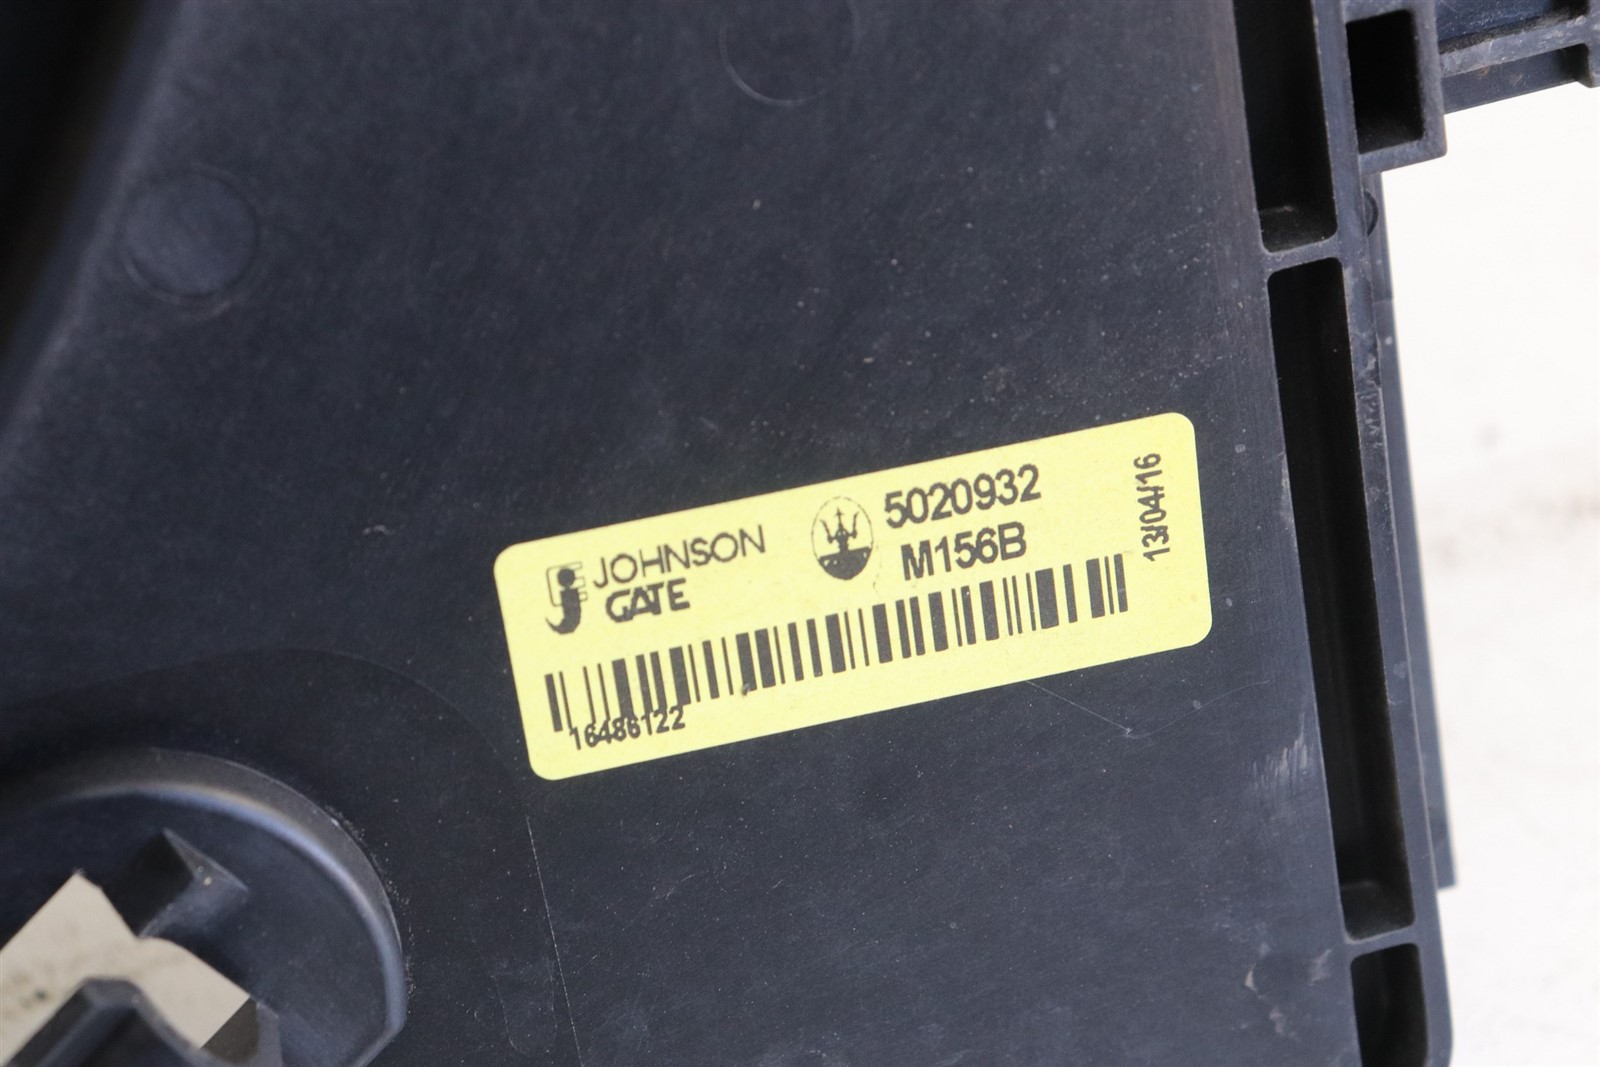 JOHNSON
GATE
5020932
M156B
13/04/16
16486122